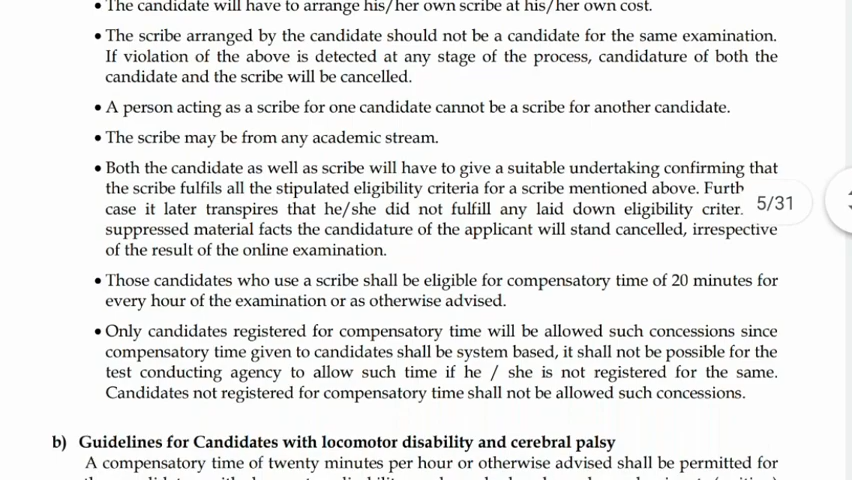 • The candidate will have to arrange his/her own scribe at his/her own cost.
• The scribe arranged by the candidate should not be a candidate for the same examination.
If violation of the above is detected at any stage of the process, candidature of both the
candidate and the scribe will be cancelled.
• A person acting as a scribe for one candidate cannot be a scribe for another candidate.
• The scribe may be from any academic stream.
• Both the candidate as well as scribe will have to give a suitable undertaking confirming that
the scribe fulfils all the stipulated eligibility criteria for a scribe mentioned above. Furth
case it later transpires that he/she did not fulfill any laid down eligibility criter.
5/31
suppressed material facts the candidature of the applicant will stand cancelled, irrespective
of the result of the online examination.
• Those candidates who use a scribe shall be eligible for compensatory time of 20 minutes for
every hour of the examination or as otherwise advised.
• Only candidates registered for compensatory time will be allowed such concessions since
compensatory time given to candidates shall be system based, it shall not be possible for the
test conducting agency to allow such time if he / she is not registered for the same.
Candidates not registered for compensatory time shall not be allowed such concessions.
b) Guidelines for Candidates with locomotor disability and cerebral palsy
A compensatory time of twenty minutes per hour or otherwise advised shall be permitted for